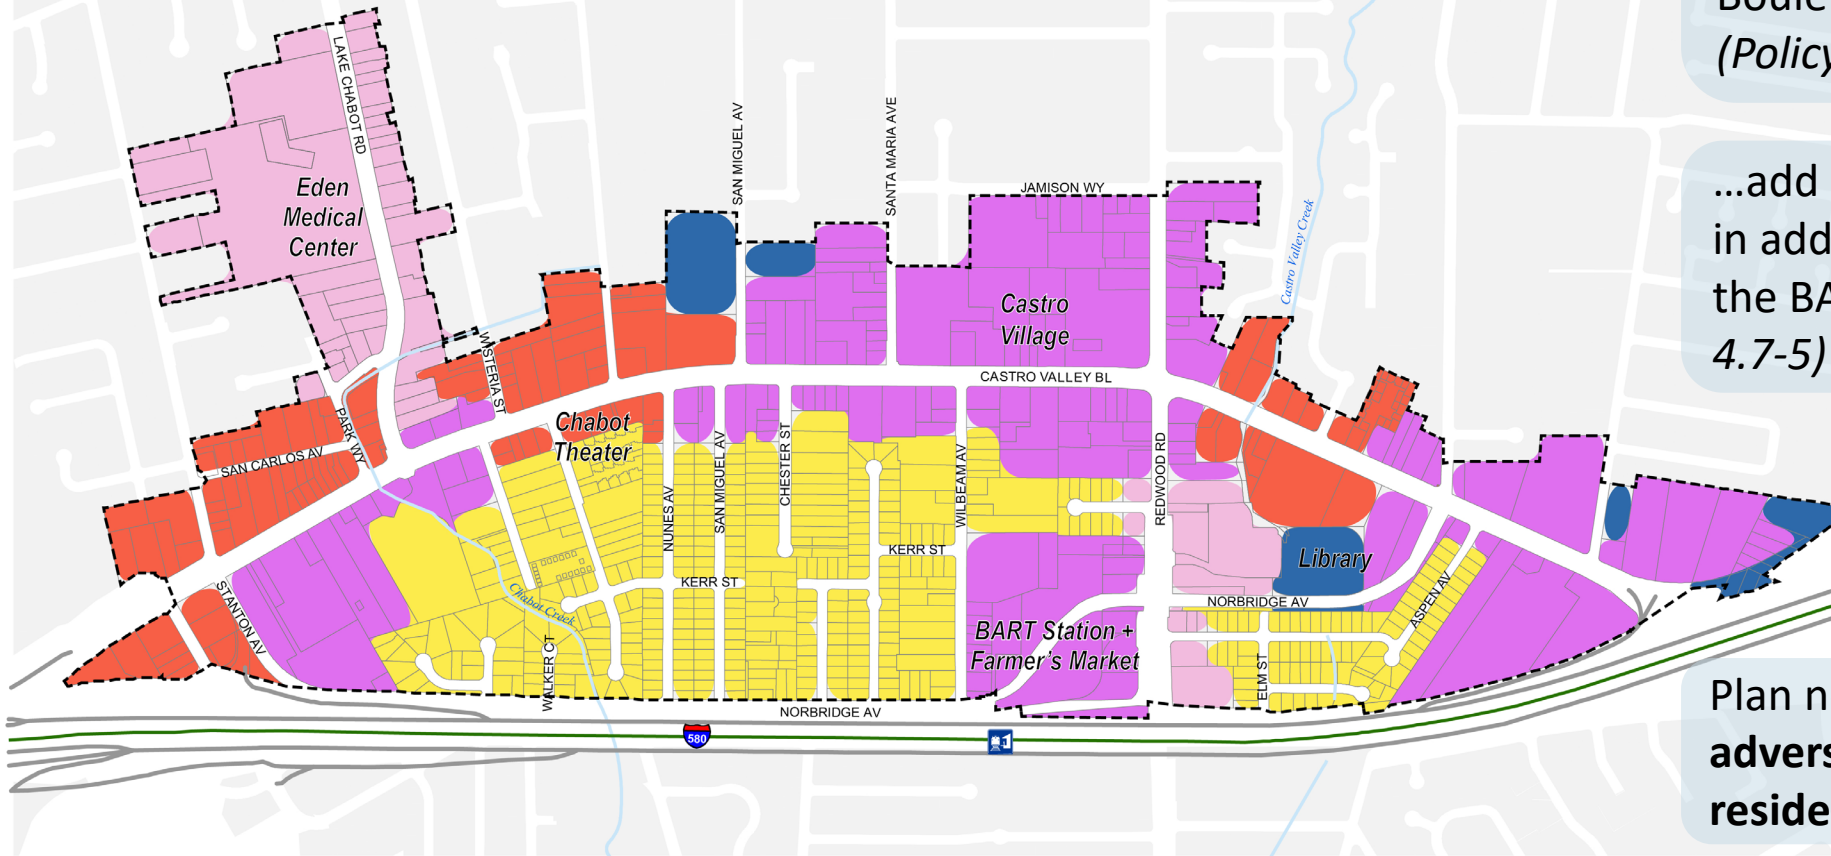 LAKE CHABOT RD
Eden
Medical
Center
SAN MIGUEL AV
SANTA MARIA AVE
JAMISON WY
Castro Valley Creek
Castro
Village
WISTERIA ST
CASTRO VALLEY BL
PARK WY
SAN CARLOS AV
Chabot
Theater
NUNES AV
SAN MIGUEL AV
CHESTER ST
WILBEAM AV
REDWOOD RD
KERR ST
KERR ST
Library
STANTON AV
Chabot Creek
WALKER CT
NORBRIDGE AV
ASPEN AV
BART Station +
Farmer's Market
ELM ST
NORBRIDGE AV
580
(Policy
...add
in add
the BA
4.7-5)
Plan n
advers
reside